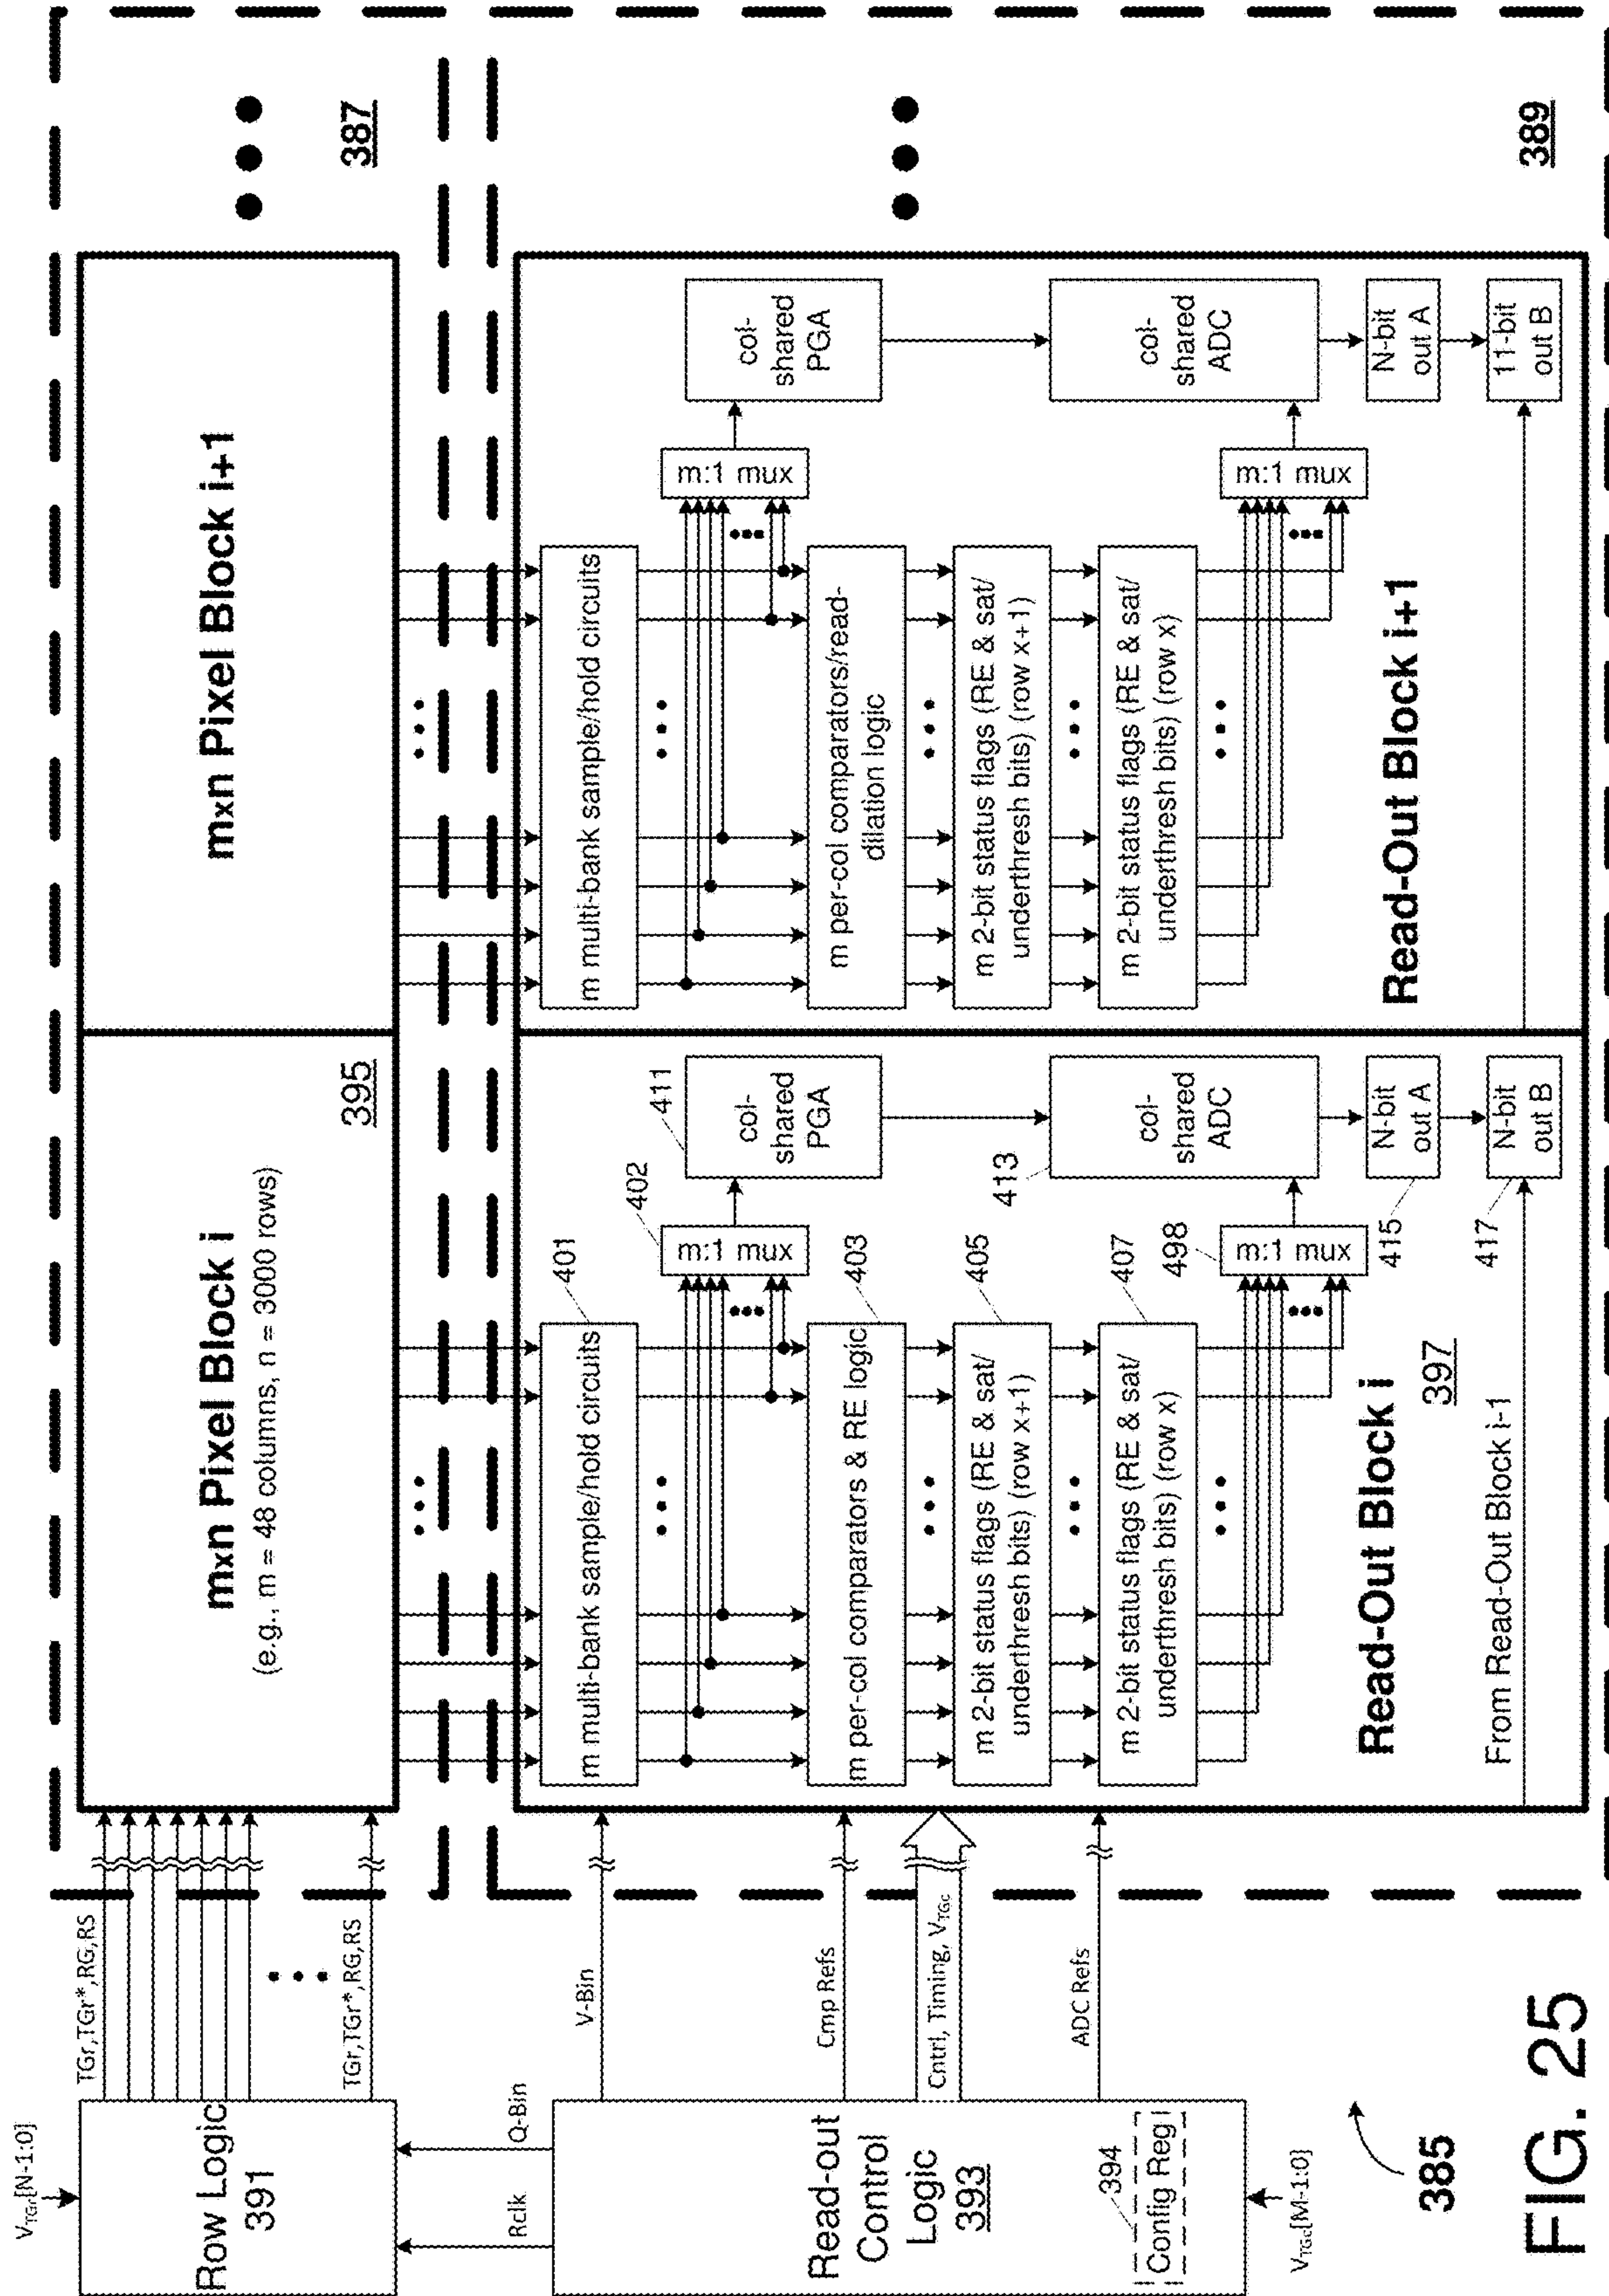 V_TGr[N-1:0]
Row Logic
391
TGr,TGr*,RG,RS
• • •
TGr,TGr*,RG,RS
Rclk
Q-Bin
Read-out
Control
Logic
393
394
Config Reg
V_TGc[M-1:0]
V-Bin
Cmp Refs
Cntrl, Timing, V_TGc
ADC Refs
385
FIG. 25
mxn Pixel Block i
(e.g., m = 48 columns, n = 3000 rows)
395
mxn Pixel Block i+1
• • •
387
• • •
m multi-bank sample/hold circuits
401
• • •
402
m:1 mux
• • •
411
col-
shared
PGA
m per-col comparators & RE logic
403
• • •
m 2-bit status flags (RE & sat/
underthresh bits) (row x+1)
405
• • •
m 2-bit status flags (RE & sat/
underthresh bits) (row x)
407
• • •
498
m:1 mux
• • •
413
col-
shared
ADC
415
N-bit
out A
417
N-bit
out B
Read-Out Block i
397
From Read-Out Block i-1
• • •
m multi-bank sample/hold circuits
• • •
m:1 mux
• • •
col-
shared
PGA
m per-col comparators/read-
dilation logic
• • •
m 2-bit status flags (RE & sat/
underthresh bits) (row x+1)
• • •
m 2-bit status flags (RE & sat/
underthresh bits) (row x)
• • •
m:1 mux
• • •
col-
shared
ADC
N-bit
out A
11-bit
out B
Read-Out Block i+1
• • •
389